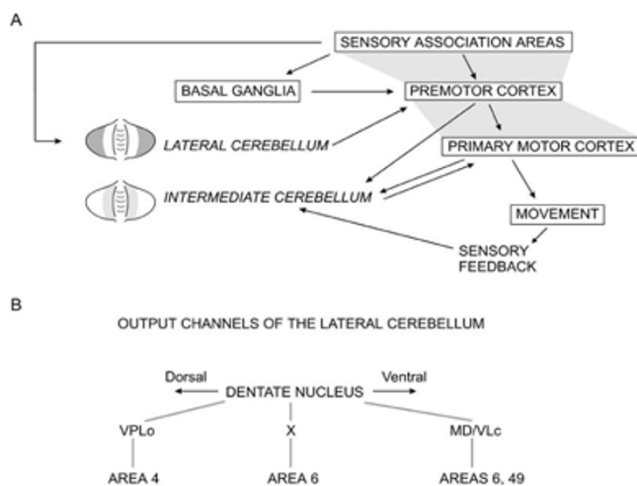 A
SENSORY ASSOCIATION AREAS
BASAL GANGLIA
PREMOTOR CORTEX
LATERAL CEREBELLUM
PRIMARY MOTOR CORTEX
INTERMEDIATE CEREBELLUM
MOVEMENT
SENSORY
FEEDBACK
B
OUTPUT CHANNELS OF THE LATERAL CEREBELLUM
Dorsal
Ventral
DENTATE NUCLEUS
VPLo
X
MD/VLc
AREA 4
AREA 6
AREAS 6, 49